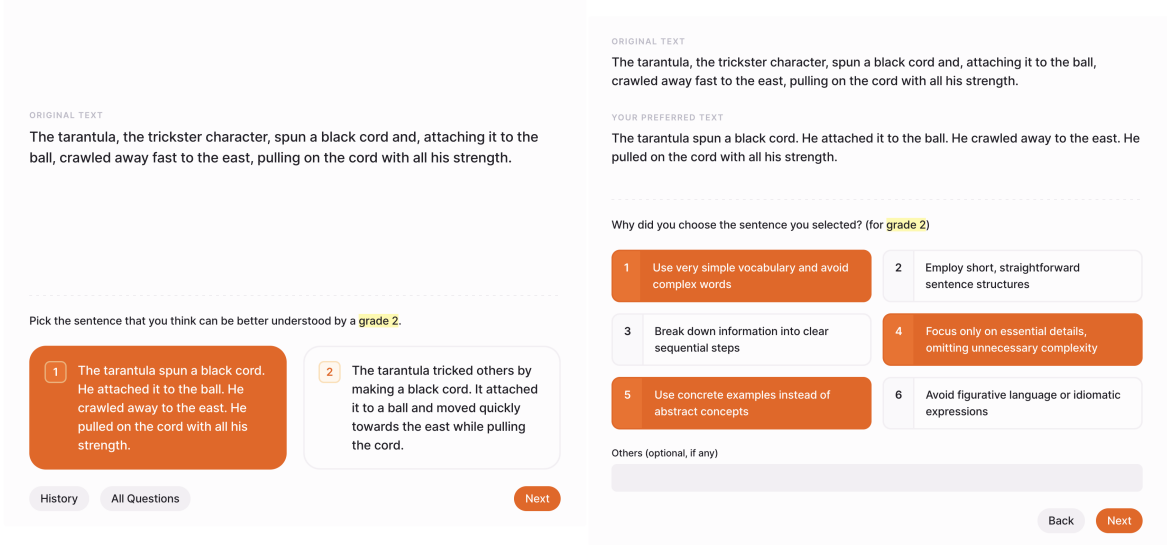 ORIGINAL TEXT
The tarantula, the trickster character, spun a black cord and, attaching it to the
ball, crawled away fast to the east, pulling on the cord with all his strength.
Pick the sentence that you think can be better understood by a grade 2.
1
The tarantula spun a black cord.
He attached it to the ball. He
crawled away to the east. He
pulled on the cord with all his
strength.
2
The tarantula tricked others by
making a black cord. It attached
it to a ball and moved quickly
towards the east while pulling
the cord.
History
All Questions
Next
ORIGINAL TEXT
The tarantula, the trickster character, spun a black cord and, attaching it to the ball,
crawled away fast to the east, pulling on the cord with all his strength.
YOUR PREFERRED TEXT
The tarantula spun a black cord. He attached it to the ball. He crawled away to the east. He
pulled on the cord with all his strength.
Why did you choose the sentence you selected? (for grade 2)
1
Use very simple vocabulary and avoid
complex words
2
Employ short, straightforward
sentence structures
3
Break down information into clear
sequential steps
4
Focus only on essential details,
omitting unnecessary complexity
5
Use concrete examples instead of
abstract concepts
6
Avoid figurative language or idiomatic
expressions
Others (optional, if any)
Back
Next